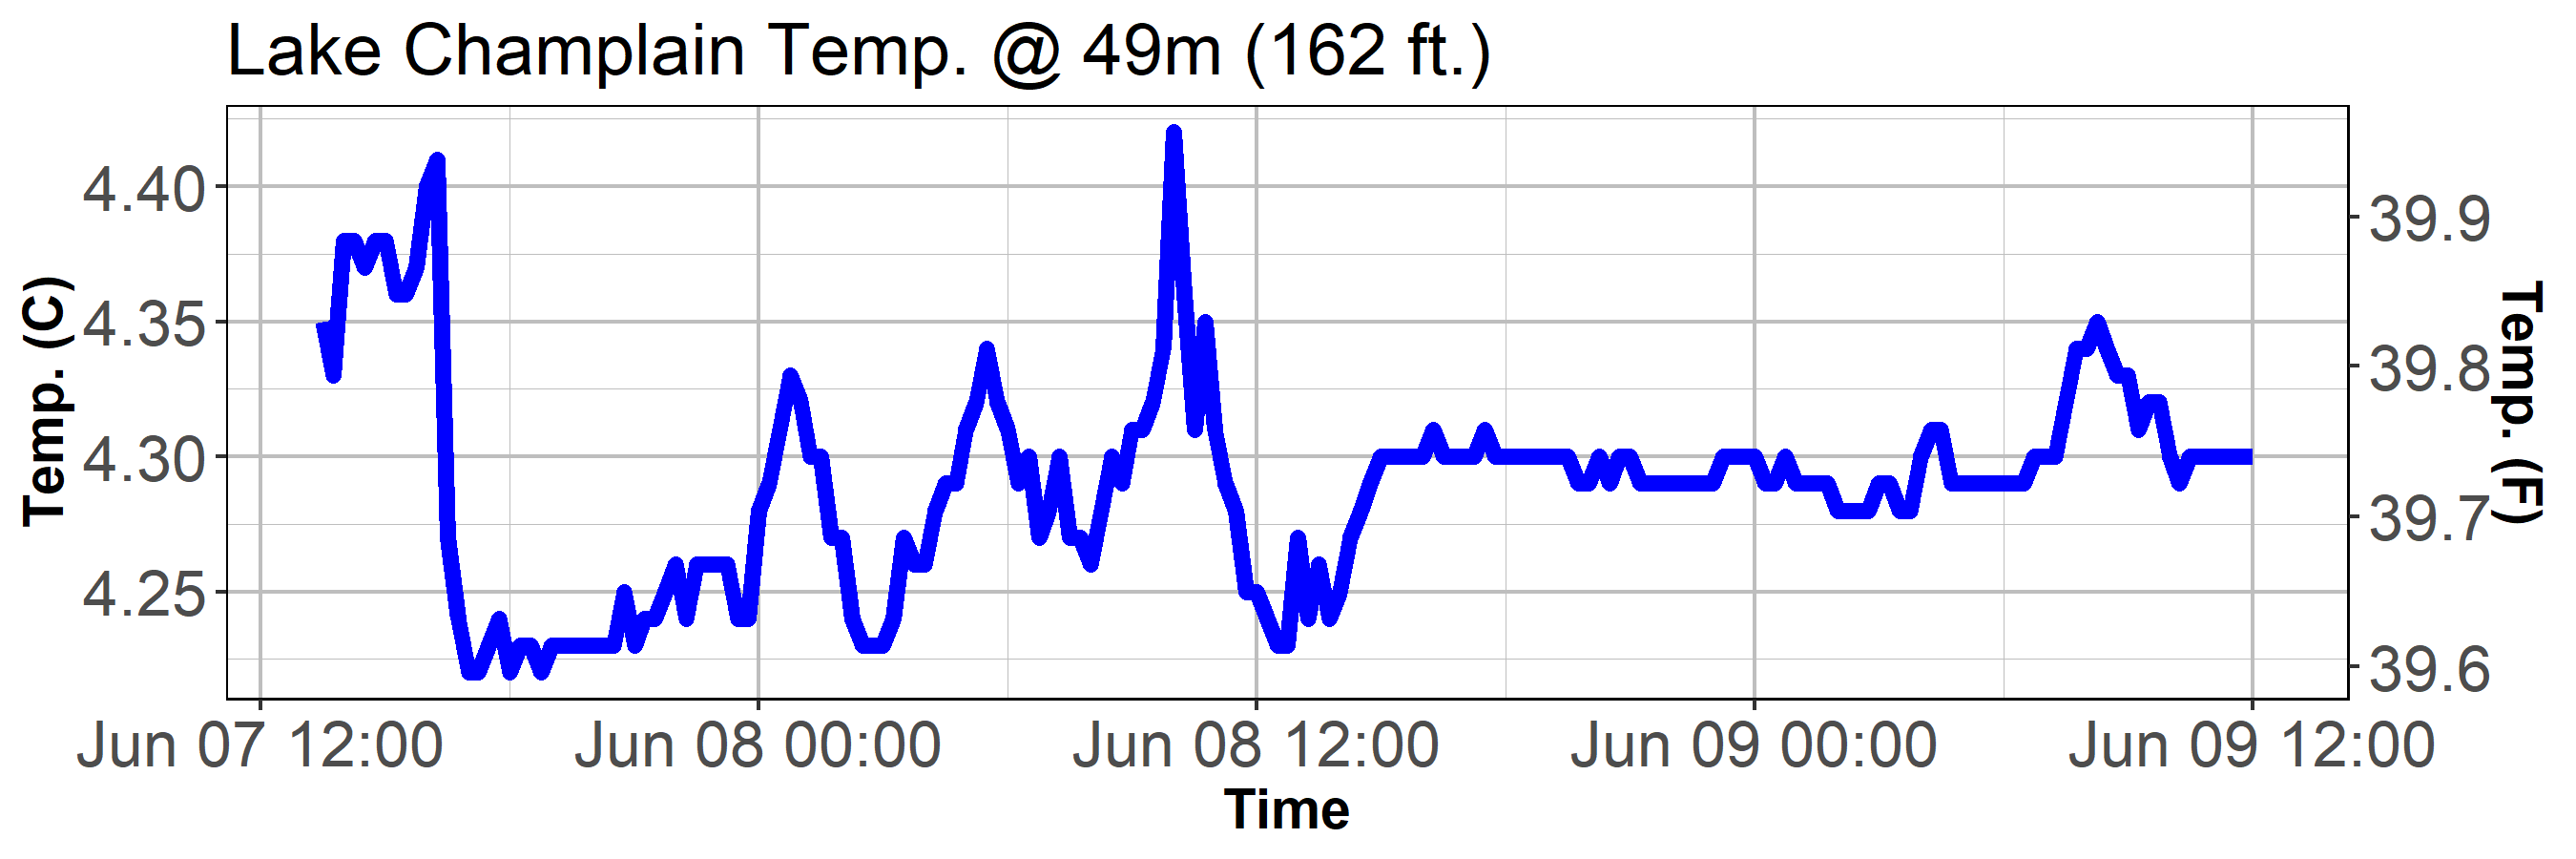 Lake Champlain Temp. @ 49m (162 ft.)
Temp. (C)
4.40
4.35
4.30
4.25
39.9
39.8
39.7
39.6
Temp. (F)
Jun 07 12:00 Jun 08 00:00 Jun 08 12:00 Jun 09 00:00 Jun 09 12:00
Time